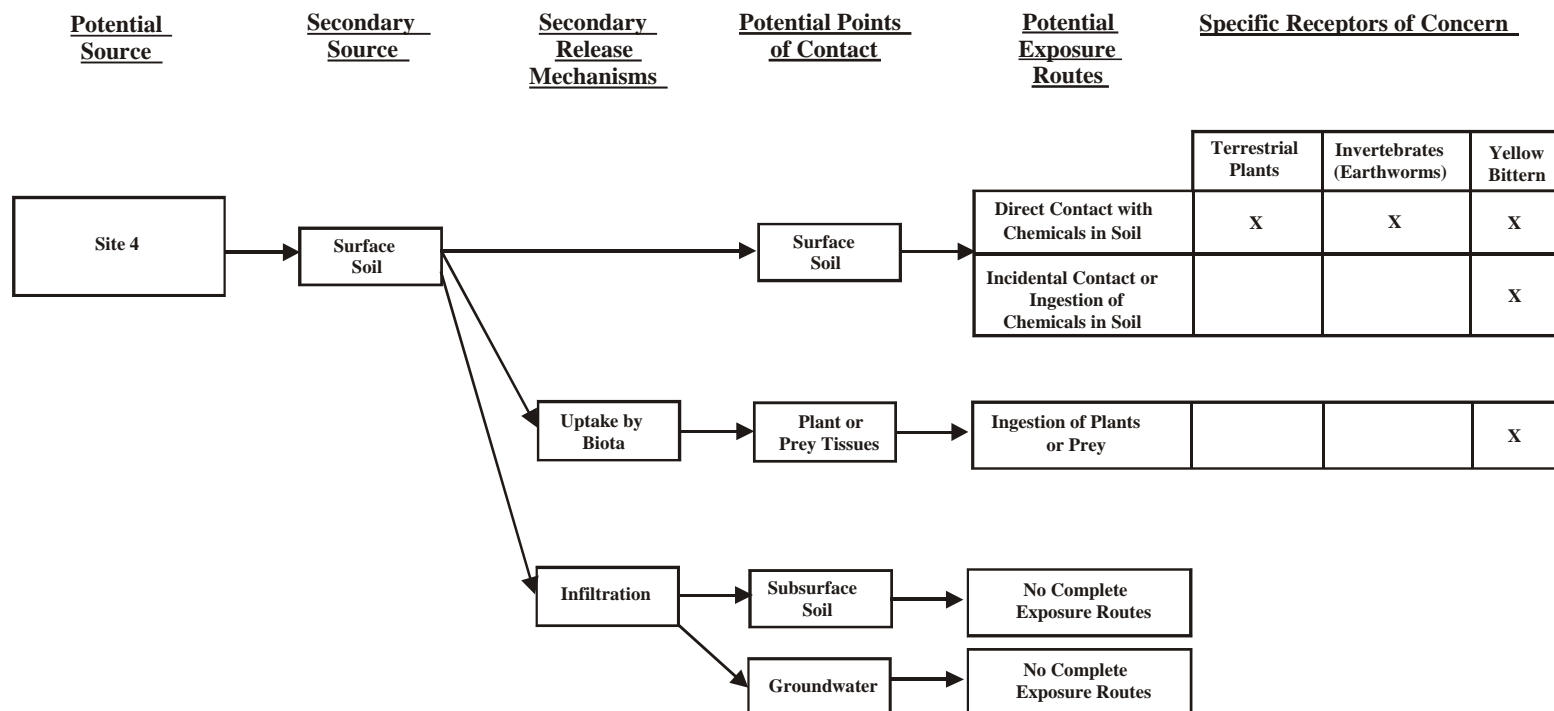 Potential
Source
Secondary
Source
Secondary
Release
Mechanisms
Potential Points
of Contact
Potential
Exposure
Routes
Specific Receptors of Concern
Terrestrial
Plants
Invertebrates
(Earthworms)
Yellow
Bittern
Site 4
Surface
Soil
Surface
Soil
Direct Contact with
Chemicals in Soil
X
X
X
Incidental Contact or
Ingestion of
Chemicals in Soil
X
Uptake by
Biota
Plant or
Prey Tissues
Ingestion of Plants
or Prey
X
Infiltration
Subsurface
Soil
No Complete
Exposure Routes
Groundwater
No Complete
Exposure Routes